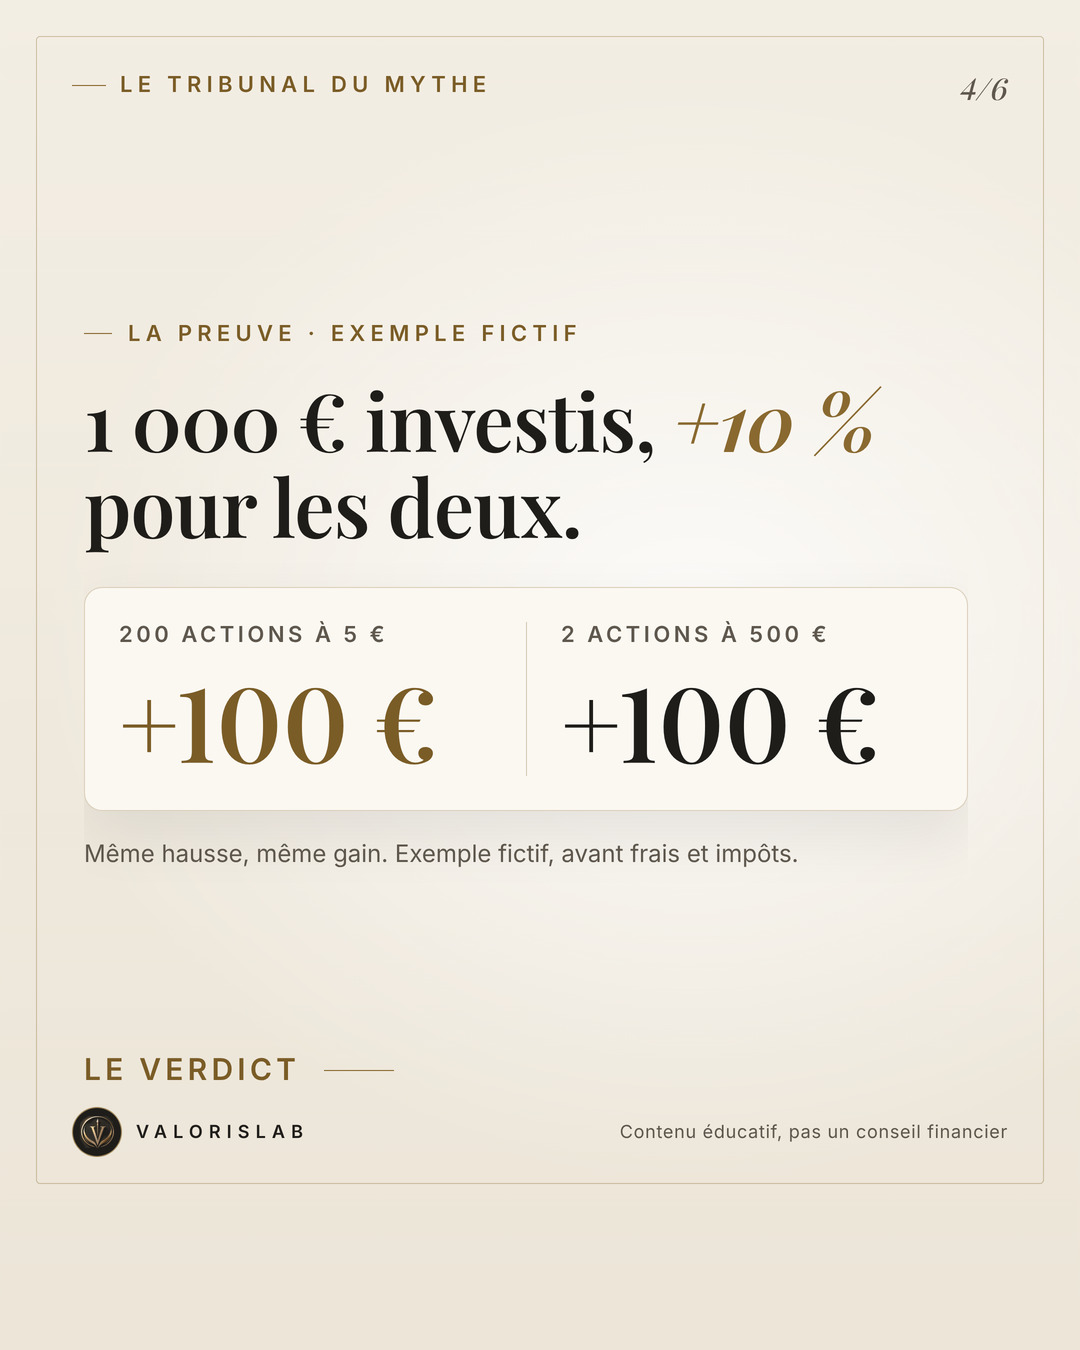 LE TRIBUNAL DU MYTHE
4/6
LA PREUVE · EXEMPLE FICTIF
1 000 € investis, +10 %
pour les deux.
200 ACTIONS À 5 €
+100 €
2 ACTIONS À 500 €
+100 €
Même hausse, même gain. Exemple fictif, avant frais et impôts.
LE VERDICT
VALORISLAB
Contenu éducatif, pas un conseil financier